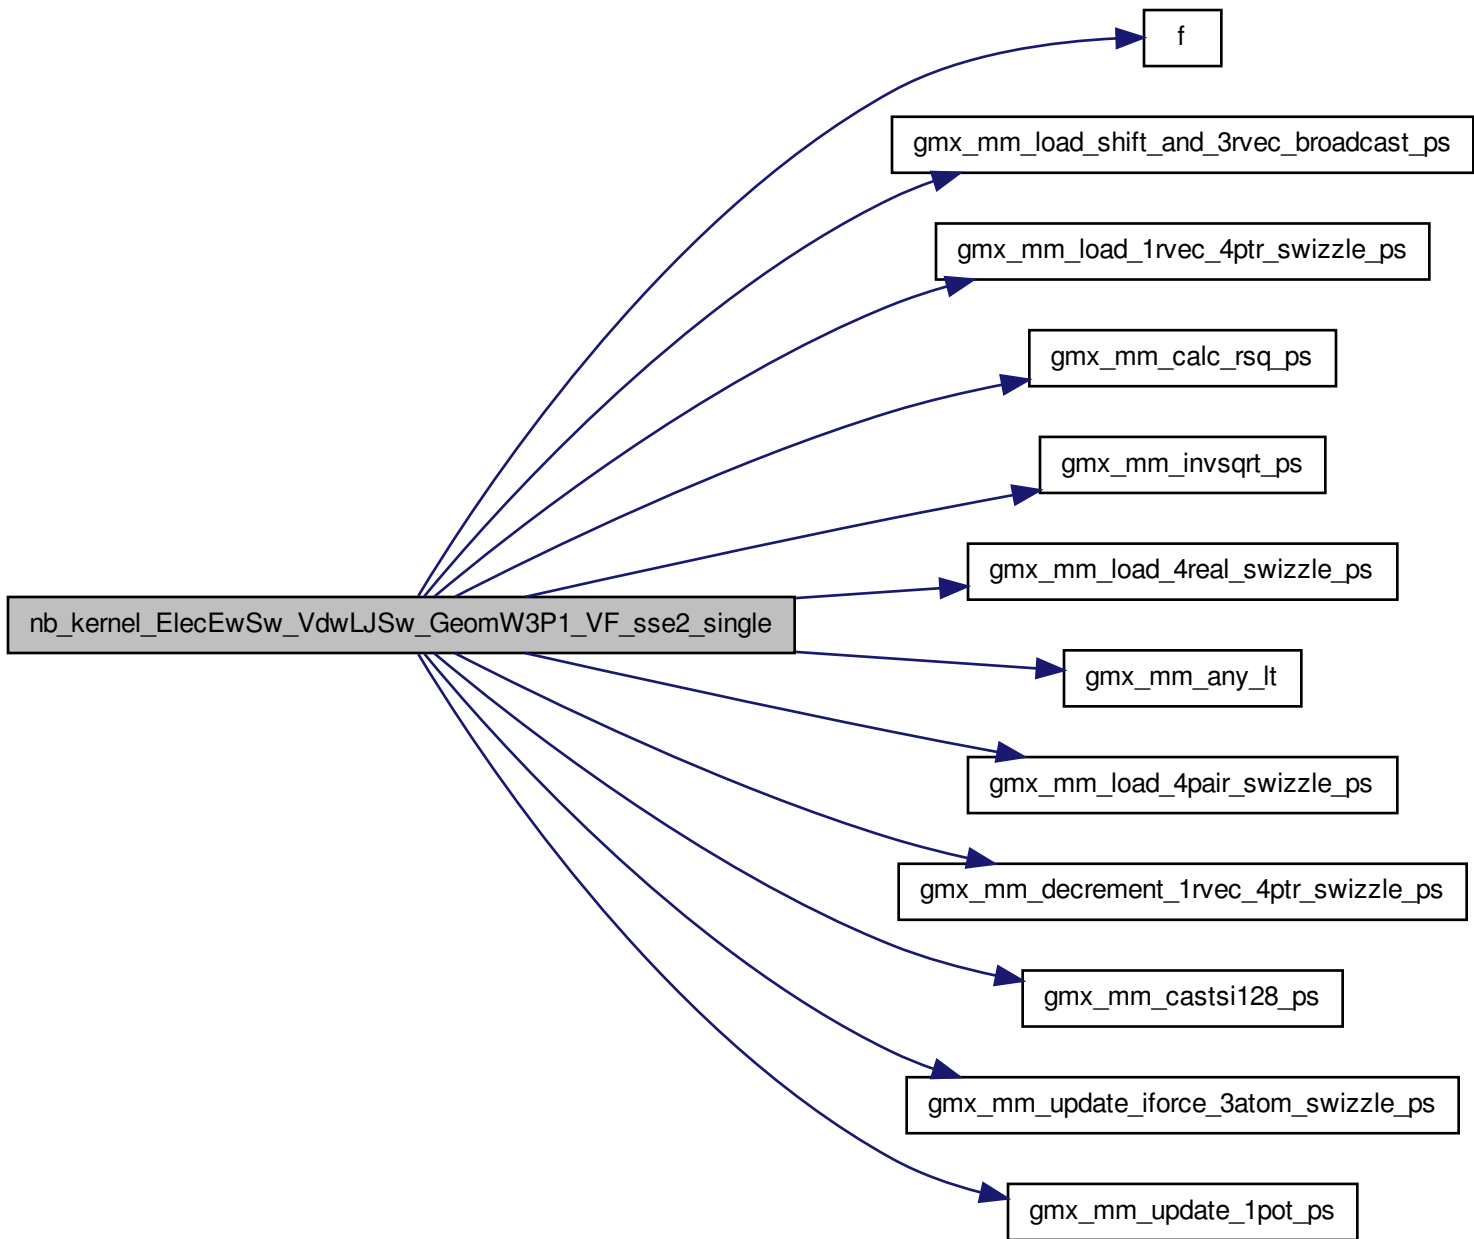 f
gmx_mm_load_shift_and_3rvec_broadcast_ps
gmx_mm_load_1rvec_4ptr_swizzle_ps
gmx_mm_calc_rsq_ps
gmx_mm_invsqrt_ps
gmx_mm_load_4real_swizzle_ps
nb_kernel_ElecEwSw_VdwLJSw_GeomW3P1_VF_sse2_single
gmx_mm_any_lt
gmx_mm_load_4pair_swizzle_ps
gmx_mm_decrement_1rvec_4ptr_swizzle_ps
gmx_mm_castsi128_ps
gmx_mm_update_iforce_3atom_swizzle_ps
gmx_mm_update_1pot_ps